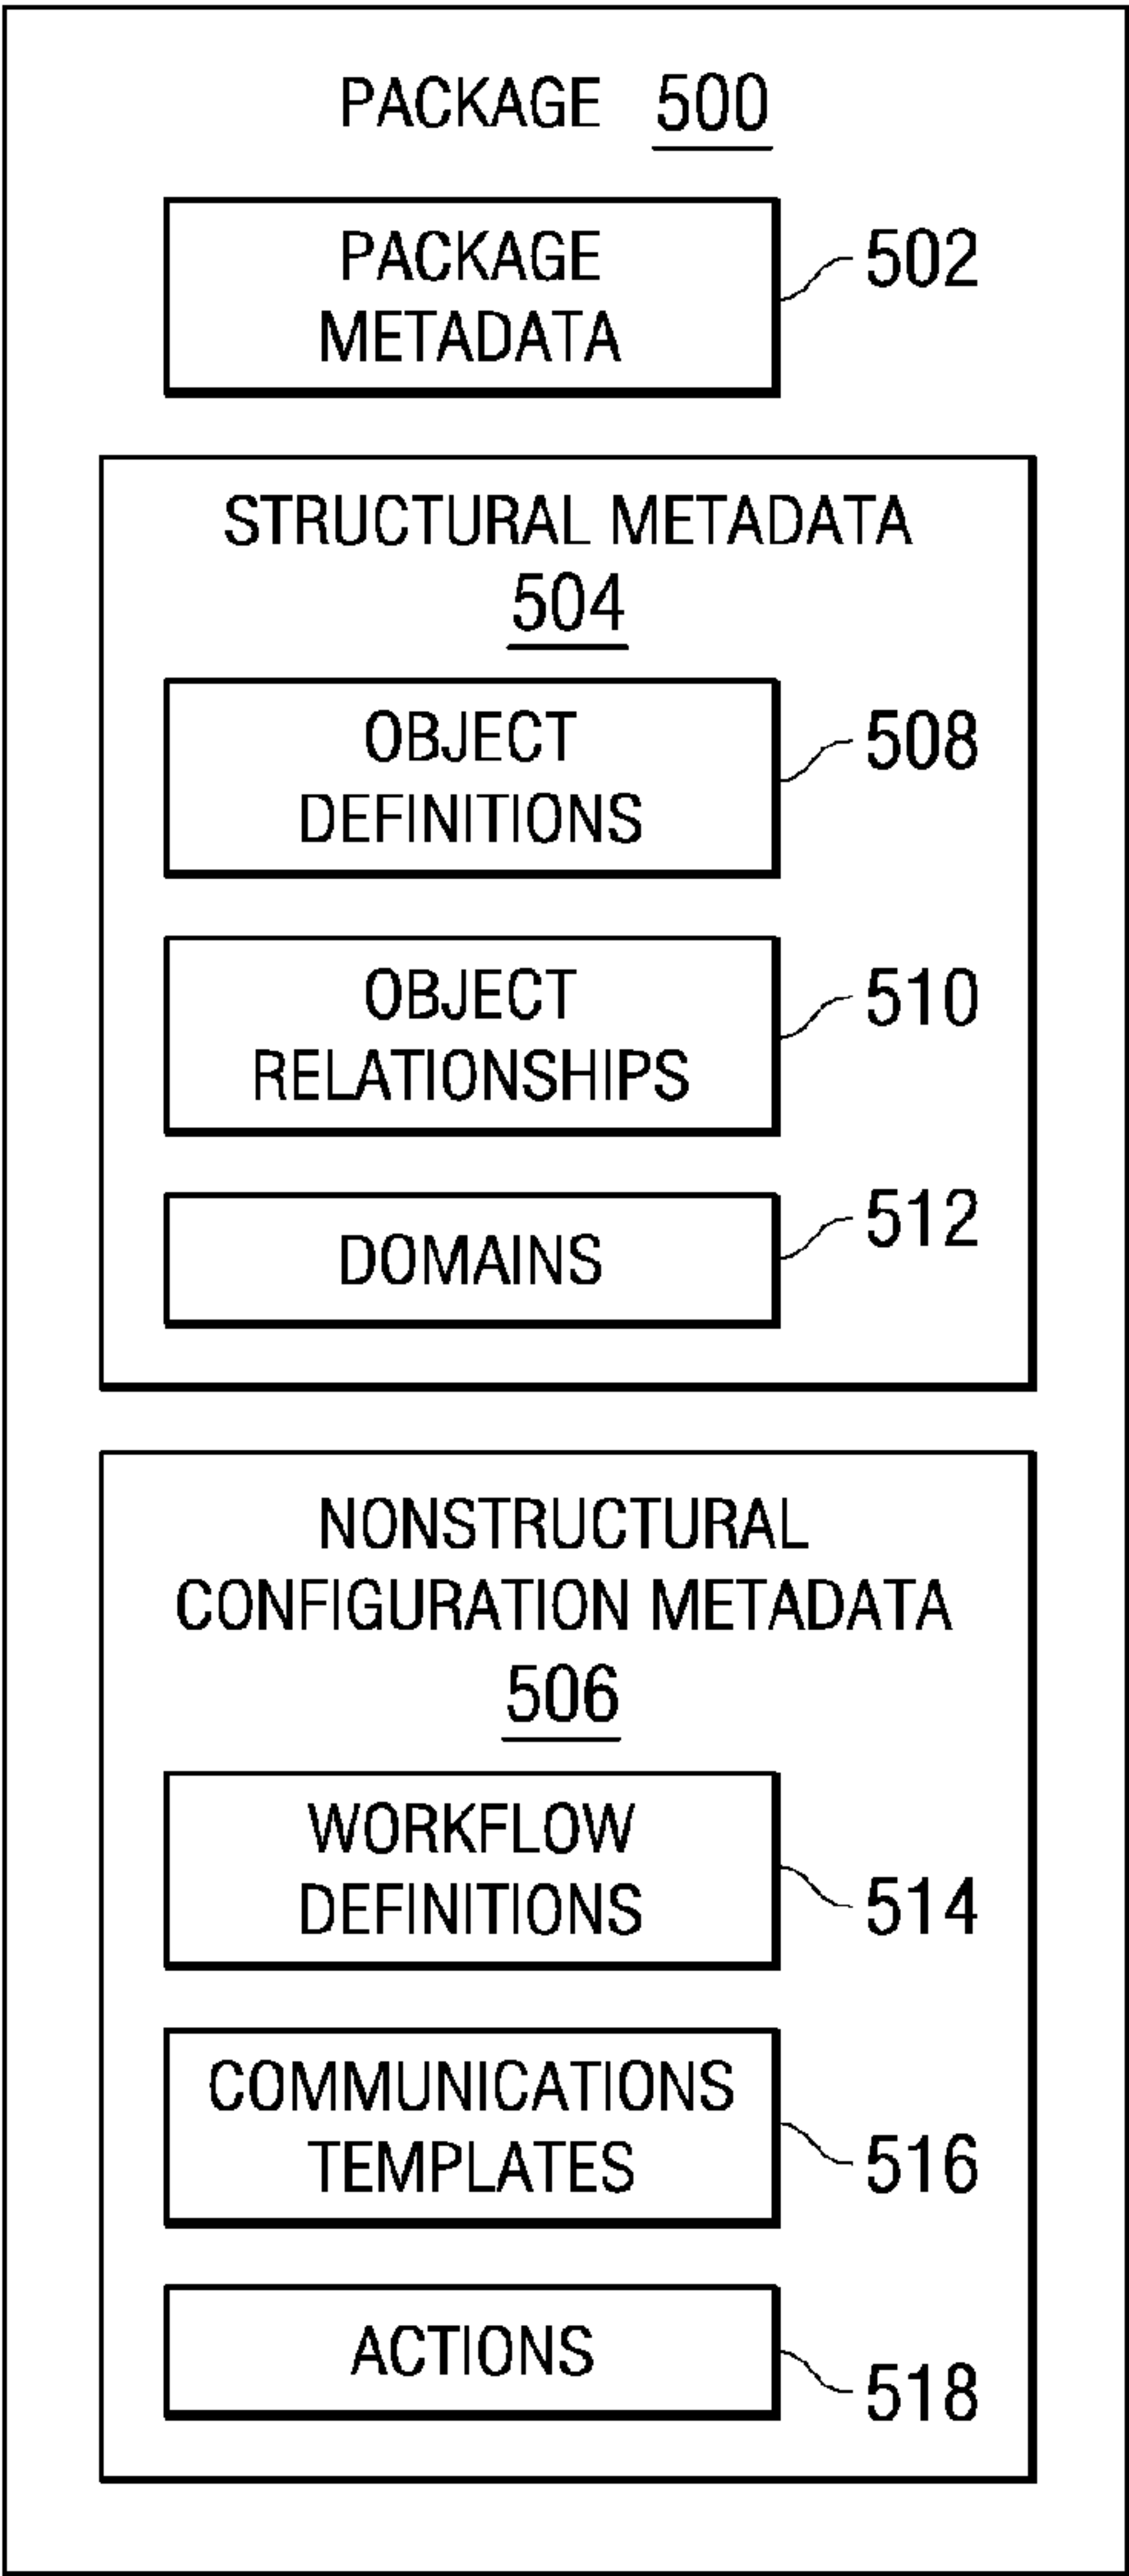 PACKAGE 500
PACKAGE
METADATA
502
STRUCTURAL METADATA
504
OBJECT
DEFINITIONS
508
OBJECT
RELATIONSHIPS
510
DOMAINS
512
NONSTRUCTURAL
CONFIGURATION METADATA
506
WORKFLOW
DEFINITIONS
514
COMMUNICATIONS
TEMPLATES
516
ACTIONS
518